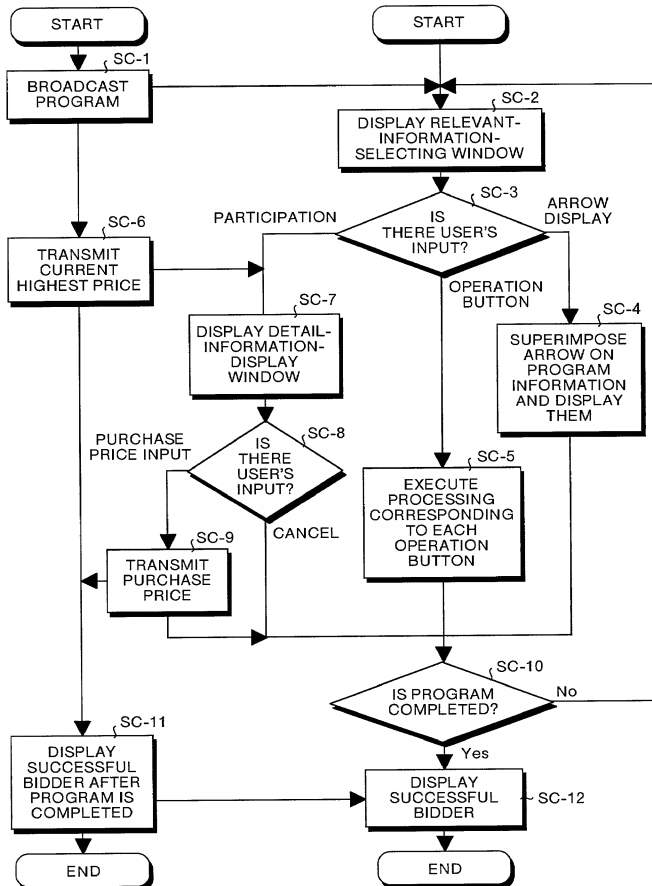 START
START
SC-1
BROADCAST
PROGRAM
SC-2
DISPLAY RELEVANT-
INFORMATION-
SELECTING WINDOW
SC-3
IS
THERE USER'S
INPUT?
PARTICIPATION
ARROW
DISPLAY
OPERATION
BUTTON
SC-6
TRANSMIT
CURRENT
HIGHEST PRICE
SC-7
DISPLAY DETAIL-
INFORMATION-
DISPLAY
WINDOW
SC-4
SUPERIMPOSE
ARROW ON
PROGRAM
INFORMATION
AND DISPLAY
THEM
SC-8
IS
THERE
USER'S
INPUT?
PURCHASE
PRICE INPUT
CANCEL
SC-5
EXECUTE
PROCESSING
CORRESPONDING
TO EACH
OPERATION
BUTTON
SC-9
TRANSMIT
PURCHASE
PRICE
SC-10
IS PROGRAM
COMPLETED?
No
Yes
SC-11
DISPLAY
SUCCESSFUL
BIDDER AFTER
PROGRAM IS
COMPLETED
DISPLAY
SUCCESSFUL
BIDDER
SC-12
END
END